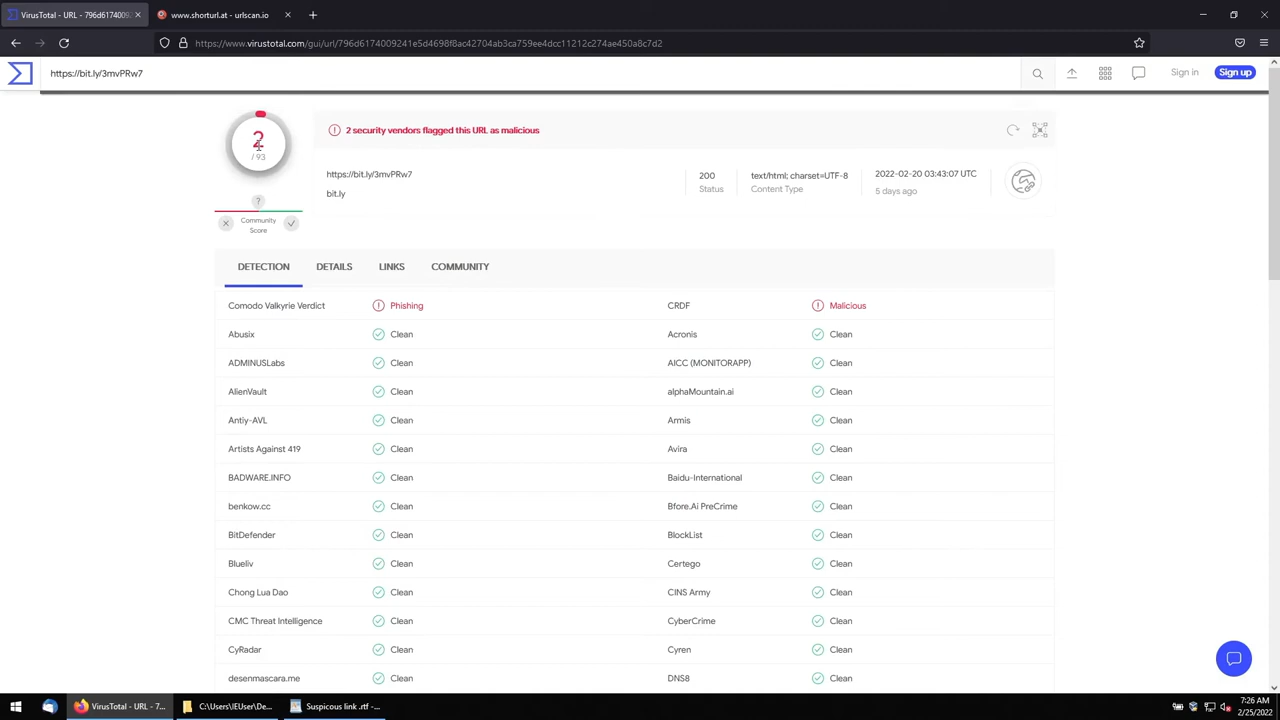 VirusTotal - URL - 796d6174009
www.shorturl.at - urlscan.io
https://www.virustotal.com/gui/url/796d6174009241e5d4698f8ac42704ab3ca759ee4dcc11212c274ae450a8c7d2
https://bit.ly/3mvPRw7
Sign in
Sign up
2
/ 93
2 security vendors flagged this URL as malicious
https://bit.ly/3mvPRw7
bit.ly
200
Status
text/html; charset=UTF-8
Content Type
2022-02-20 03:43:07 UTC
5 days ago
?
Community
Score
DETECTION DETAILS LINKS COMMUNITY
Comodo Valkyrie Verdict Phishing CRDF Malicious
Abusix Clean Acronis Clean
ADMINUSLabs Clean AICC (MONITORAPP) Clean
AlienVault Clean alphaMountain.ai Clean
Antiy-AVL Clean Armis Clean
Artists Against 419 Clean Avira Clean
BADWARE.INFO Clean Baidu-International Clean
benkow.cc Clean Bfore.Ai PreCrime Clean
BitDefender Clean BlockList Clean
Blueliv Clean Certego Clean
Chong Lua Dao Clean CINS Army Clean
CMC Threat Intelligence Clean CyberCrime Clean
CyRadar Clean Cyren Clean
desenmascara.me Clean DNS8 Clean
VirusTotal - URL - 7...
C:\Users\IEUser\De...
Suspicous link .rtf -...
7:26 AM
2/25/2022